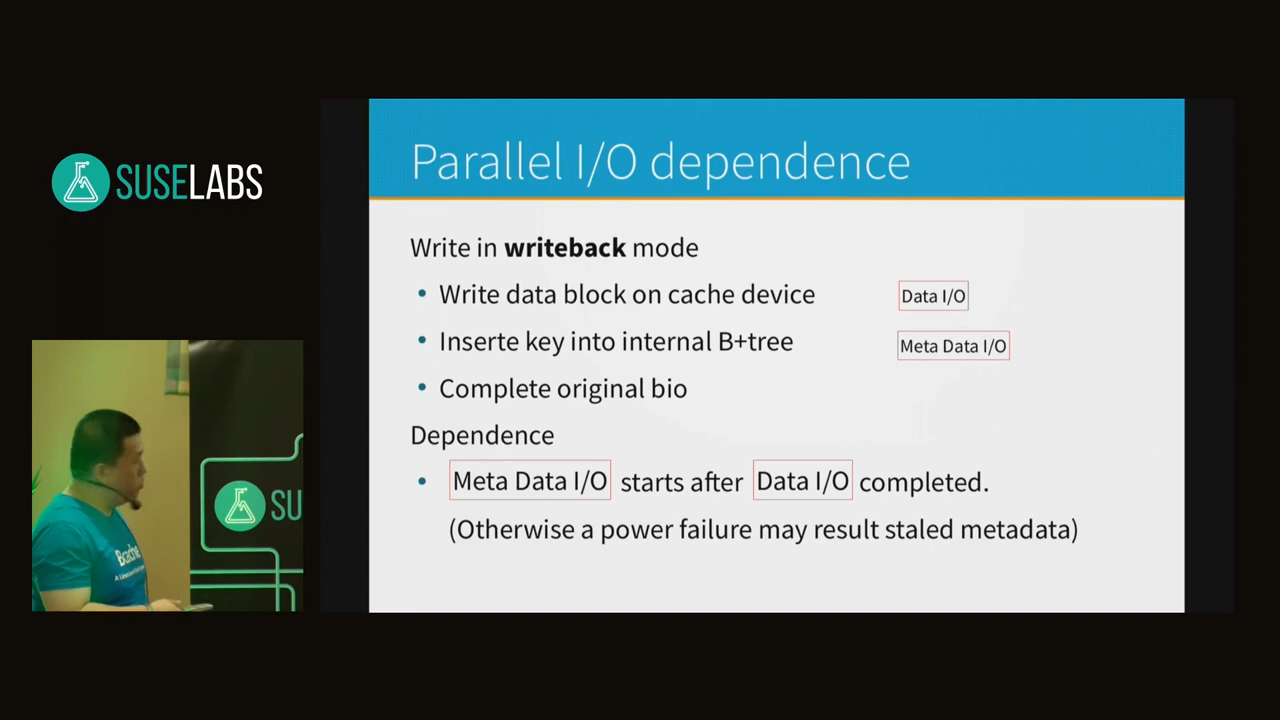 SUSELABS
Parallel I/O dependence
Write in writeback mode
• Write data block on cache device
Data I/O
• Inserte key into internal B+tree
Meta Data I/O
• Complete original bio
Dependence
• Meta Data I/O starts after Data I/O completed.
(Otherwise a power failure may result staled metadata)
SU
Bcache